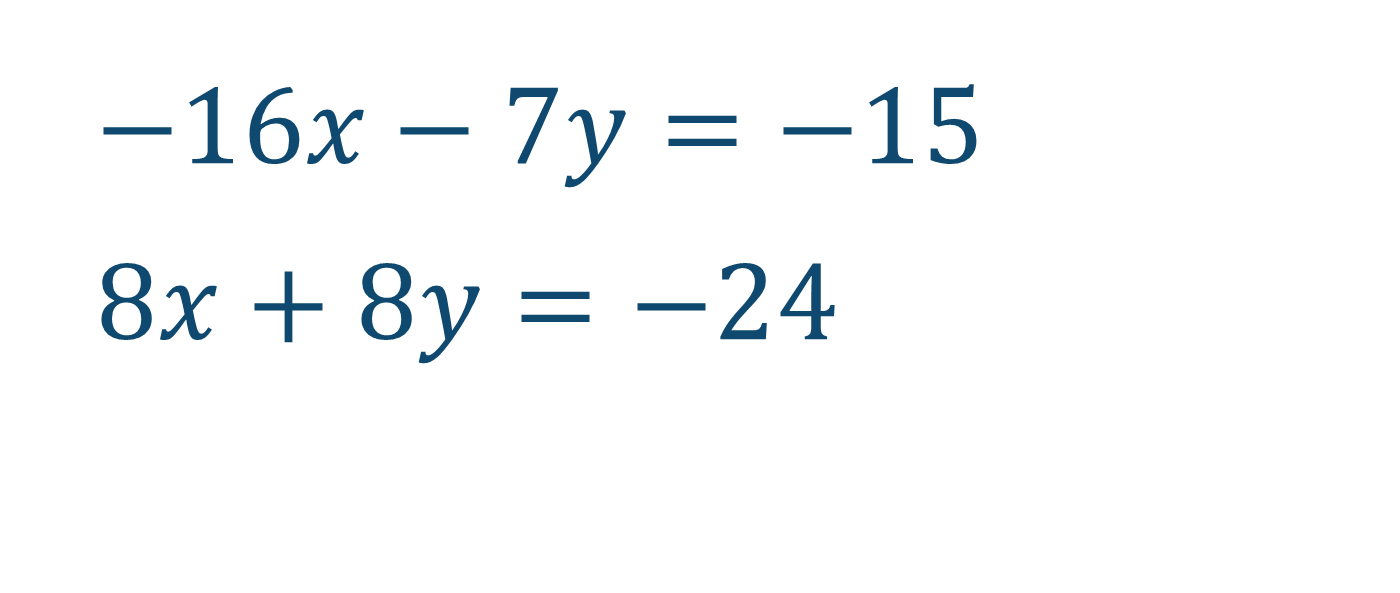 −16x − 7y = −15
8x + 8y = −24